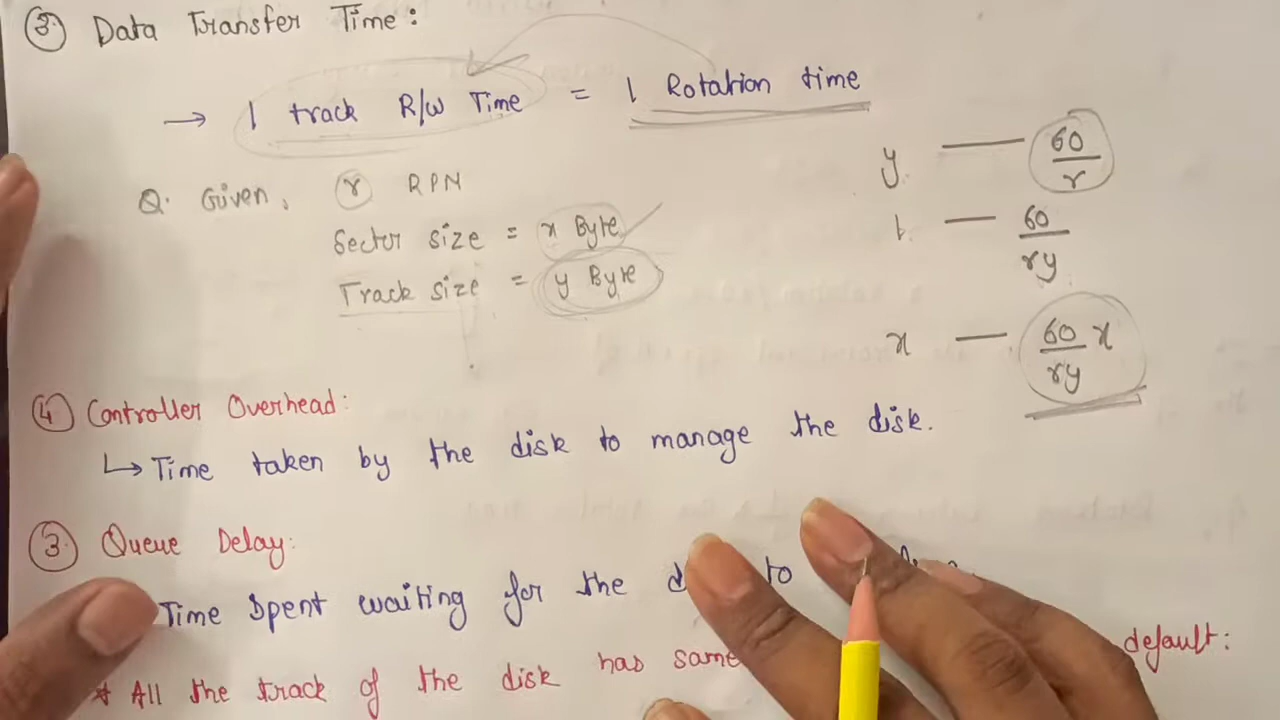 ③ Data Transfer Time:
→ 1 track R/W Time = 1 Rotation time
Q. Given, r RPM
Sector size = x Byte
Track size = y Byte
y — 60/r
1. — 60/ry
x — 60/ry x
④ Controller Overhead:
↳ Time taken by the disk to manage the disk.
③ Queue Delay:
Time Spent waiting for the to
* All the track of the disk has same default: